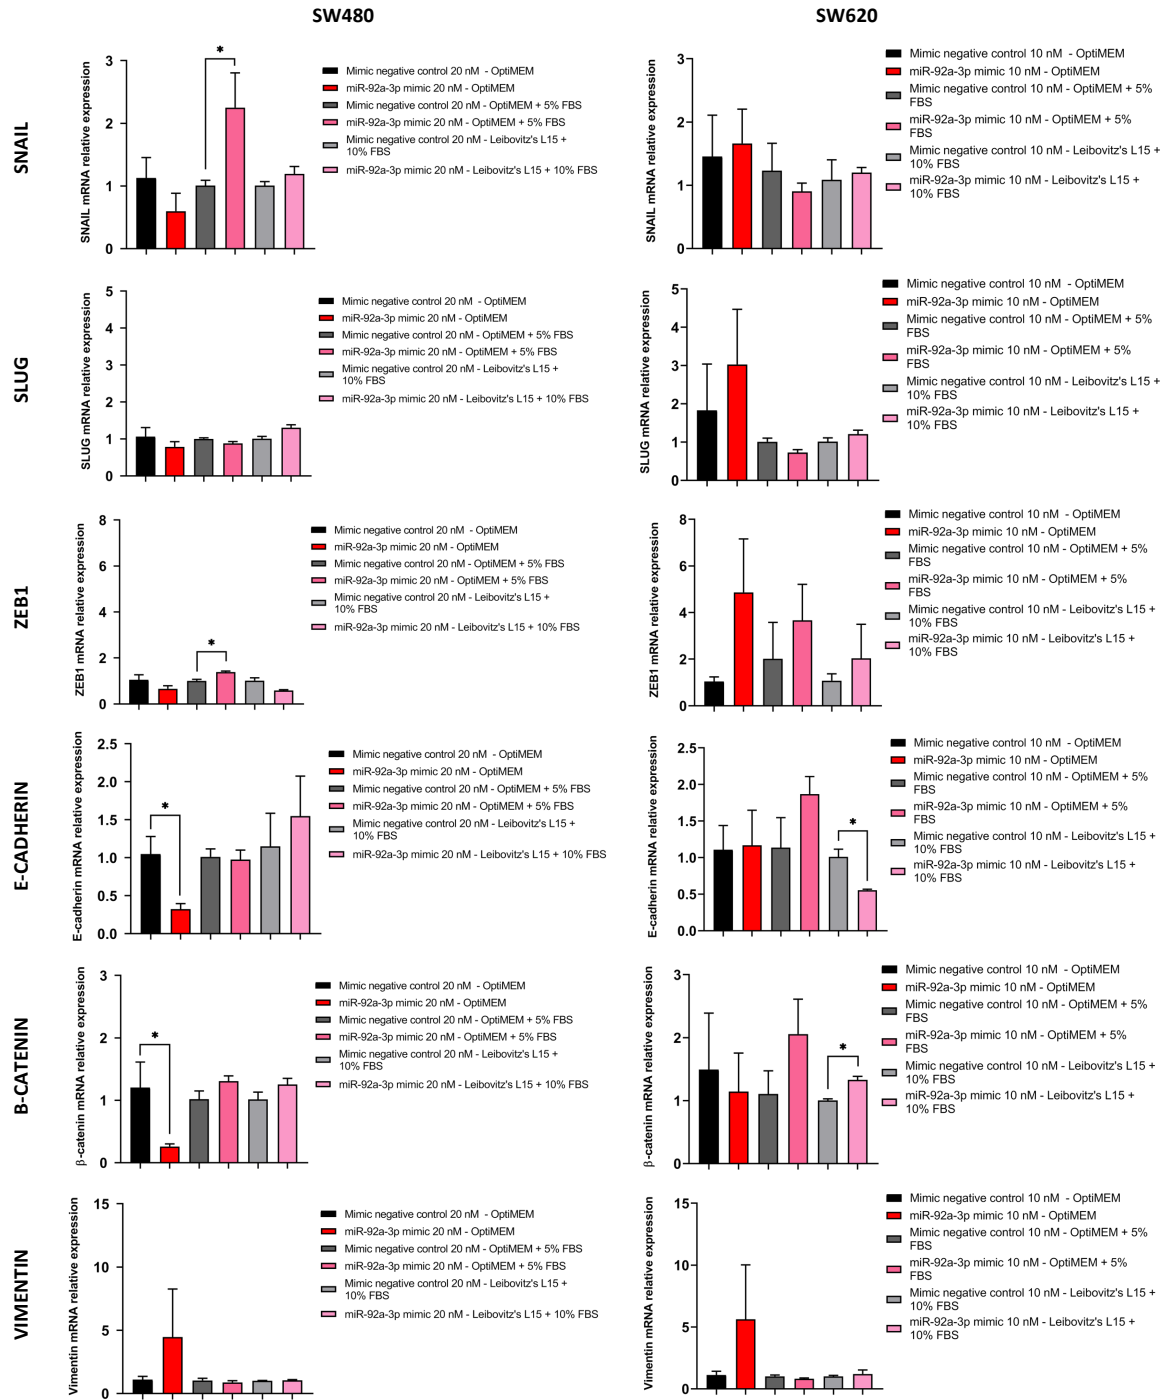 SW480
SW620
SNAIL
SNAIL mRNA relative expression
3
2
1
0
*
Mimic negative control 20 nM - OptiMEM
miR-92a-3p mimic 20 nM - OptiMEM
Mimic negative control 20 nM - OptiMEM + 5% FBS
miR-92a-3p mimic 20 nM - OptiMEM + 5% FBS
Mimic negative control 20 nM - Leibovitz's L15 +
10% FBS
miR-92a-3p mimic 20 nM - Leibovitz's L15 + 10% FBS
SNAIL mRNA relative expression
3
2
1
0
Mimic negative control 10 nM - OptiMEM
miR-92a-3p mimic 10 nM - OptiMEM
Mimic negative control 10 nM - OptiMEM + 5%
FBS
miR-92a-3p mimic 10 nM - OptiMEM + 5%
FBS
Mimic negative control 10 nM - Leibovitz's L15 +
10% FBS
miR-92a-3p mimic 10 nM - Leibovitz's L15 +
10% FBS
SLUG
SLUG mRNA relative expression
5
4
3
2
1
0
Mimic negative control 20 nM - OptiMEM
miR-92a-3p mimic 20 nM - OptiMEM
Mimic negative control 20 nM - OptiMEM + 5% FBS
miR-92a-3p mimic 20 nM - OptiMEM + 5% FBS
Mimic negative control 20 nM - Leibovitz's L15 +
10% FBS
miR-92a-3p mimic 20 nM - Leibovitz's L15 + 10% FBS
SLUG mRNA relative expression
5
4
3
2
1
0
Mimic negative control 10 nM - OptiMEM
miR-92a-3p mimic 10 nM - OptiMEM
Mimic negative control 10 nM - OptiMEM + 5%
FBS
miR-92a-3p mimic 10 nM - OptiMEM + 5%
FBS
Mimic negative control 10 nM - Leibovitz's L15 +
10% FBS
miR-92a-3p mimic 10 nM - Leibovitz's L15 +
10% FBS
ZEB1
ZEB1 mRNA relative expression
8
6
4
2
0
*
Mimic negative control 20 nM - OptiMEM
miR-92a-3p mimic 20 nM - OptiMEM
Mimic negative control 20 nM - OptiMEM + 5% FBS
miR-92a-3p mimic 20 nM - OptiMEM + 5% FBS
Mimic negative control 20 nM - Leibovitz's L15 +
10% FBS
miR-92a-3p mimic 20 nM - Leibovitz's L15 + 10% FBS
ZEB1 mRNA relative expression
8
6
4
2
0
Mimic negative control 10 nM - OptiMEM
miR-92a-3p mimic 10 nM - OptiMEM
Mimic negative control 10 nM - OptiMEM + 5%
FBS
miR-92a-3p mimic 10 nM - OptiMEM + 5%
FBS
Mimic negative control 10 nM - Leibovitz's L15 +
10% FBS
miR-92a-3p mimic 10 nM - Leibovitz's L15 +
10% FBS
E-CADHERIN
E-cadherin mRNA relative expression
2.5
2.0
1.5
1.0
0.5
0.0
*
Mimic negative control 20 nM - OptiMEM
miR-92a-3p mimic 20 nM - OptiMEM
Mimic negative control 20 nM - OptiMEM + 5% FBS
miR-92a-3p mimic 20 nM - OptiMEM + 5% FBS
Mimic negative control 20 nM - Leibovitz's L15 +
10% FBS
miR-92a-3p mimic 20 nM - Leibovitz's L15 + 10% FBS
E-cadherin mRNA relative expression
2.5
2.0
1.5
1.0
0.5
0.0
*
Mimic negative control 10 nM - OptiMEM
miR-92a-3p mimic 10 nM - OptiMEM
Mimic negative control 10 nM - OptiMEM + 5%
FBS
miR-92a-3p mimic 10 nM - OptiMEM + 5%
FBS
Mimic negative control 10 nM - Leibovitz's L15 +
10% FBS
miR-92a-3p mimic 10 nM - Leibovitz's L15 +
10% FBS
B-CATENIN
β-catenin mRNA relative expression
3
2
1
0
*
Mimic negative control 20 nM - OptiMEM
miR-92a-3p mimic 20 nM - OptiMEM
Mimic negative control 20 nM - OptiMEM + 5% FBS
miR-92a-3p mimic 20 nM - OptiMEM + 5% FBS
Mimic negative control 20 nM - Leibovitz's L15 +
10% FBS
miR-92a-3p mimic 20 nM - Leibovitz's L15 + 10% FBS
β-catenin mRNA relative expression
3
2
1
0
*
Mimic negative control 10 nM - OptiMEM
miR-92a-3p mimic 10 nM - OptiMEM
Mimic negative control 10 nM - OptiMEM + 5%
FBS
miR-92a-3p mimic 10 nM - OptiMEM + 5%
FBS
Mimic negative control 10 nM - Leibovitz's L15 +
10% FBS
miR-92a-3p mimic 10 nM - Leibovitz's L15 +
10% FBS
VIMENTIN
Vimentin mRNA relative expression
15
10
5
0
Mimic negative control 20 nM - OptiMEM
miR-92a-3p mimic 20 nM - OptiMEM
Mimic negative control 20 nM - OptiMEM + 5% FBS
miR-92a-3p mimic 20 nM - OptiMEM + 5% FBS
Mimic negative control 20 nM - Leibovitz's L15 +
10% FBS
miR-92a-3p mimic 20 nM - Leibovitz's L15 + 10% FBS
Vimentin mRNA relative expression
15
10
5
0
Mimic negative control 10 nM - OptiMEM
miR-92a-3p mimic 10 nM - OptiMEM
Mimic negative control 10 nM - OptiMEM + 5%
FBS
miR-92a-3p mimic 10 nM - OptiMEM + 5%
FBS
Mimic negative control 10 nM - Leibovitz's L15 +
10% FBS
miR-92a-3p mimic 10 nM - Leibovitz's L15 +
10% FBS